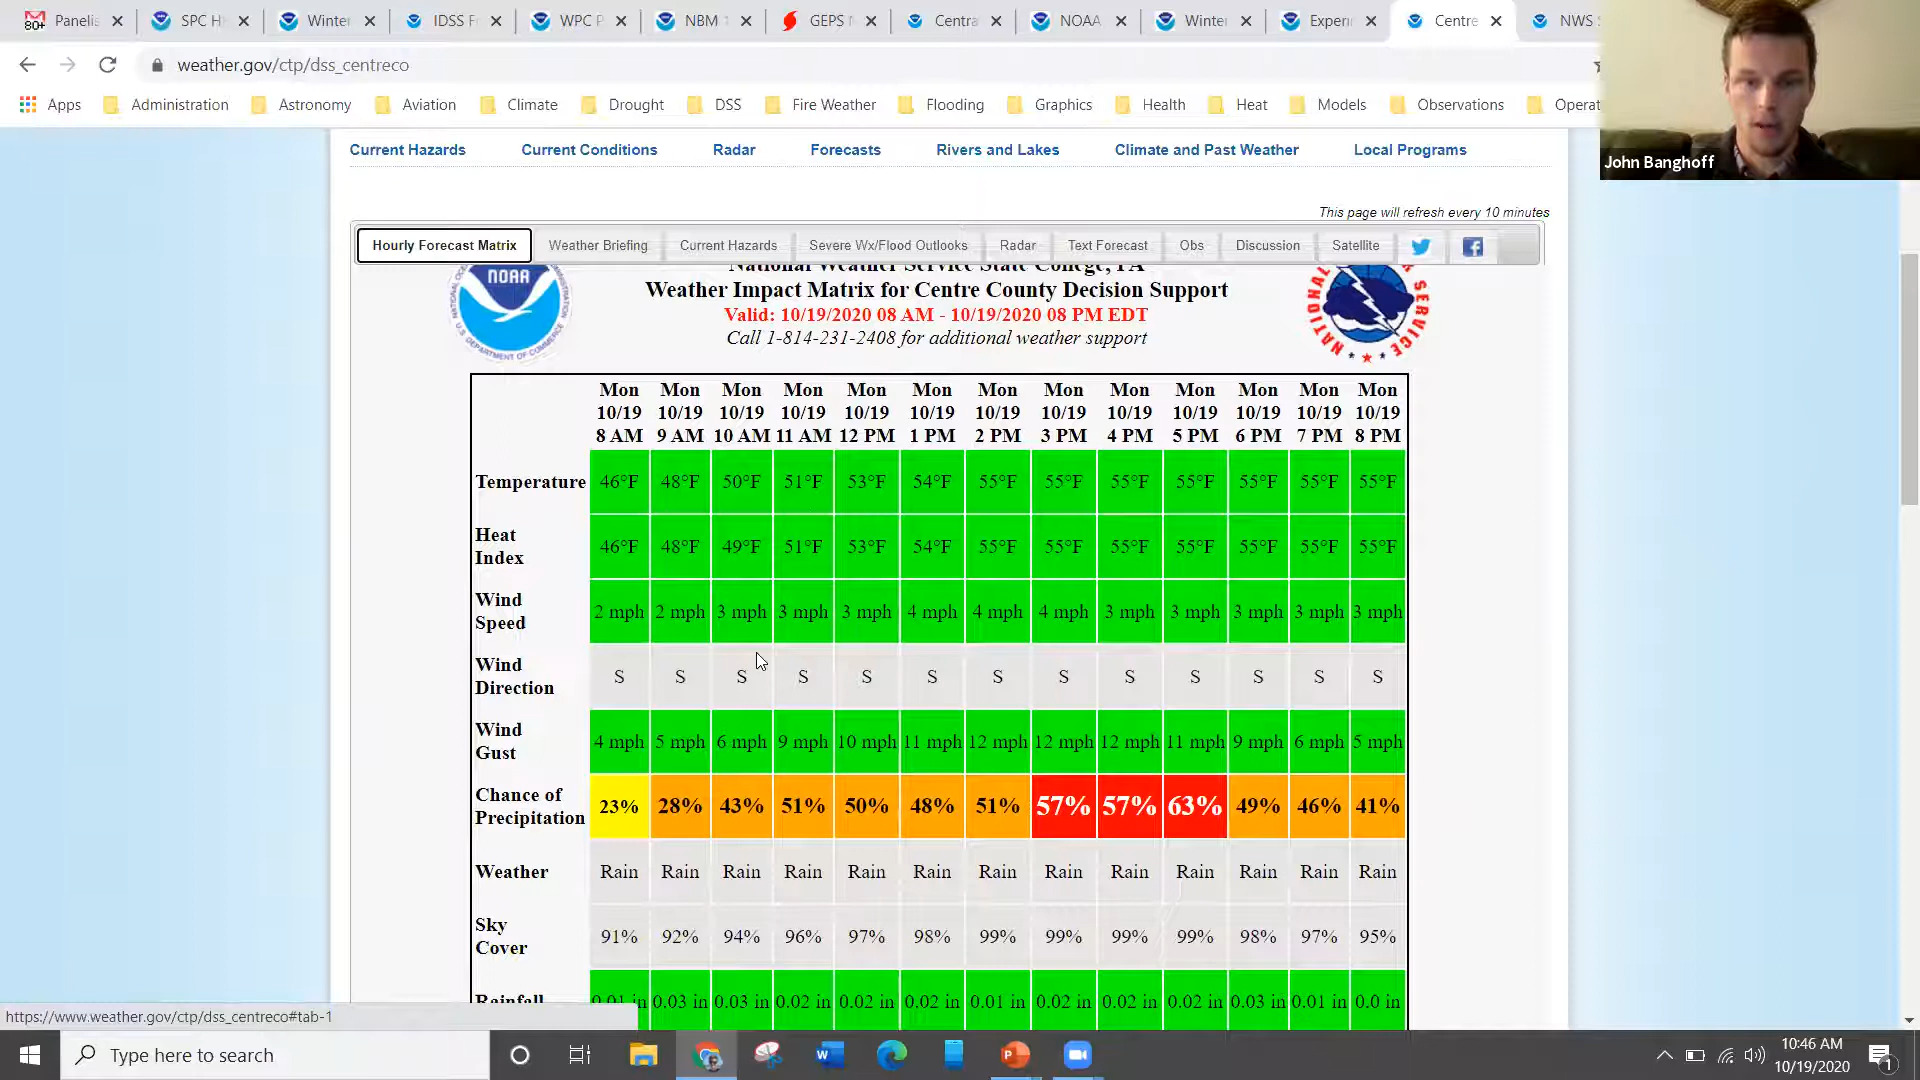 Panelis
SPC H
Winter
IDSS F
WPC P
NBM 1
GEPS M
Centra
NOAA
Winter
Experi
Centre
NWS S
weather.gov/ctp/dss_centreco
Apps
Administration
Astronomy
Aviation
Climate
Drought
DSS
Fire Weather
Flooding
Graphics
Health
Heat
Models
Observations
Operat
John Banghoff
Current Hazards
Current Conditions
Radar
Forecasts
Rivers and Lakes
Climate and Past Weather
Local Programs
This page will refresh every 10 minutes
Hourly Forecast Matrix
Weather Briefing
Current Hazards
Severe Wx/Flood Outlooks
Radar
Text Forecast
Obs
Discussion
Satellite
NOAA
National Weather Service State College, PA
Weather Impact Matrix for Centre County Decision Support
Valid: 10/19/2020 08 AM - 10/19/2020 08 PM EDT
Call 1-814-231-2408 for additional weather support
NATIONAL
SERVICE
Mon Mon Mon Mon Mon Mon Mon Mon Mon Mon Mon Mon Mon
10/19 10/19 10/19 10/19 10/19 10/19 10/19 10/19 10/19 10/19 10/19 10/19 10/19
8 AM 9 AM 10 AM 11 AM 12 PM 1 PM 2 PM 3 PM 4 PM 5 PM 6 PM 7 PM 8 PM
Temperature 46°F 48°F 50°F 51°F 53°F 54°F 55°F 55°F 55°F 55°F 55°F 55°F 55°F
Heat
Index 46°F 48°F 49°F 51°F 53°F 54°F 55°F 55°F 55°F 55°F 55°F 55°F 55°F
Wind
Speed 2 mph 2 mph 3 mph 3 mph 3 mph 4 mph 4 mph 4 mph 3 mph 3 mph 3 mph 3 mph 3 mph
Wind
Direction S S S S S S S S S S S S S
Wind
Gust 4 mph 5 mph 6 mph 9 mph 10 mph 11 mph 12 mph 12 mph 12 mph 11 mph 9 mph 6 mph 5 mph
Chance of
Precipitation 23% 28% 43% 51% 50% 48% 51% 57% 57% 63% 49% 46% 41%
Weather Rain Rain Rain Rain Rain Rain Rain Rain Rain Rain Rain Rain Rain
Sky
Cover 91% 92% 94% 96% 97% 98% 99% 99% 99% 99% 98% 97% 95%
Rainfall 0.01 in 0.03 in 0.03 in 0.02 in 0.02 in 0.02 in 0.01 in 0.02 in 0.02 in 0.02 in 0.03 in 0.01 in 0.0 in
https://www.weather.gov/ctp/dss_centreco#tab-1
Type here to search
10:46 AM
10/19/2020
1